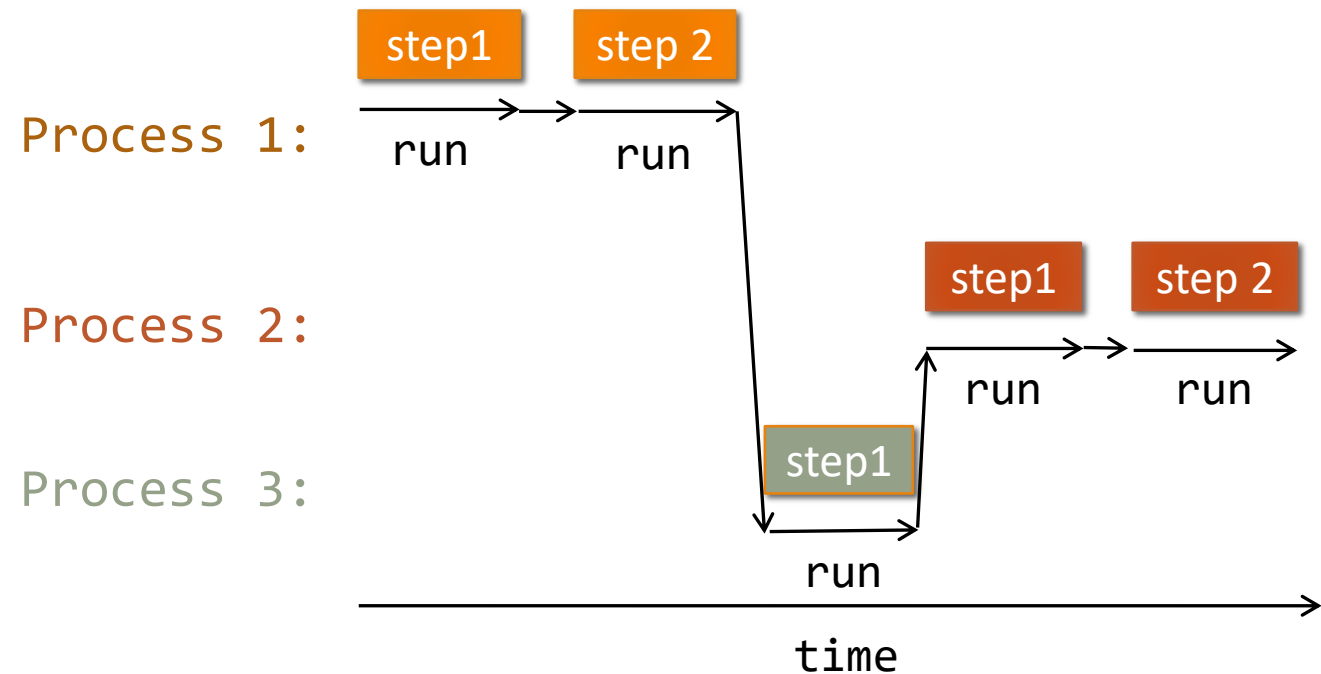 step1
step 2
Process 1:
run
run
step1
step 2
Process 2:
run
run
step1
Process 3:
run
time